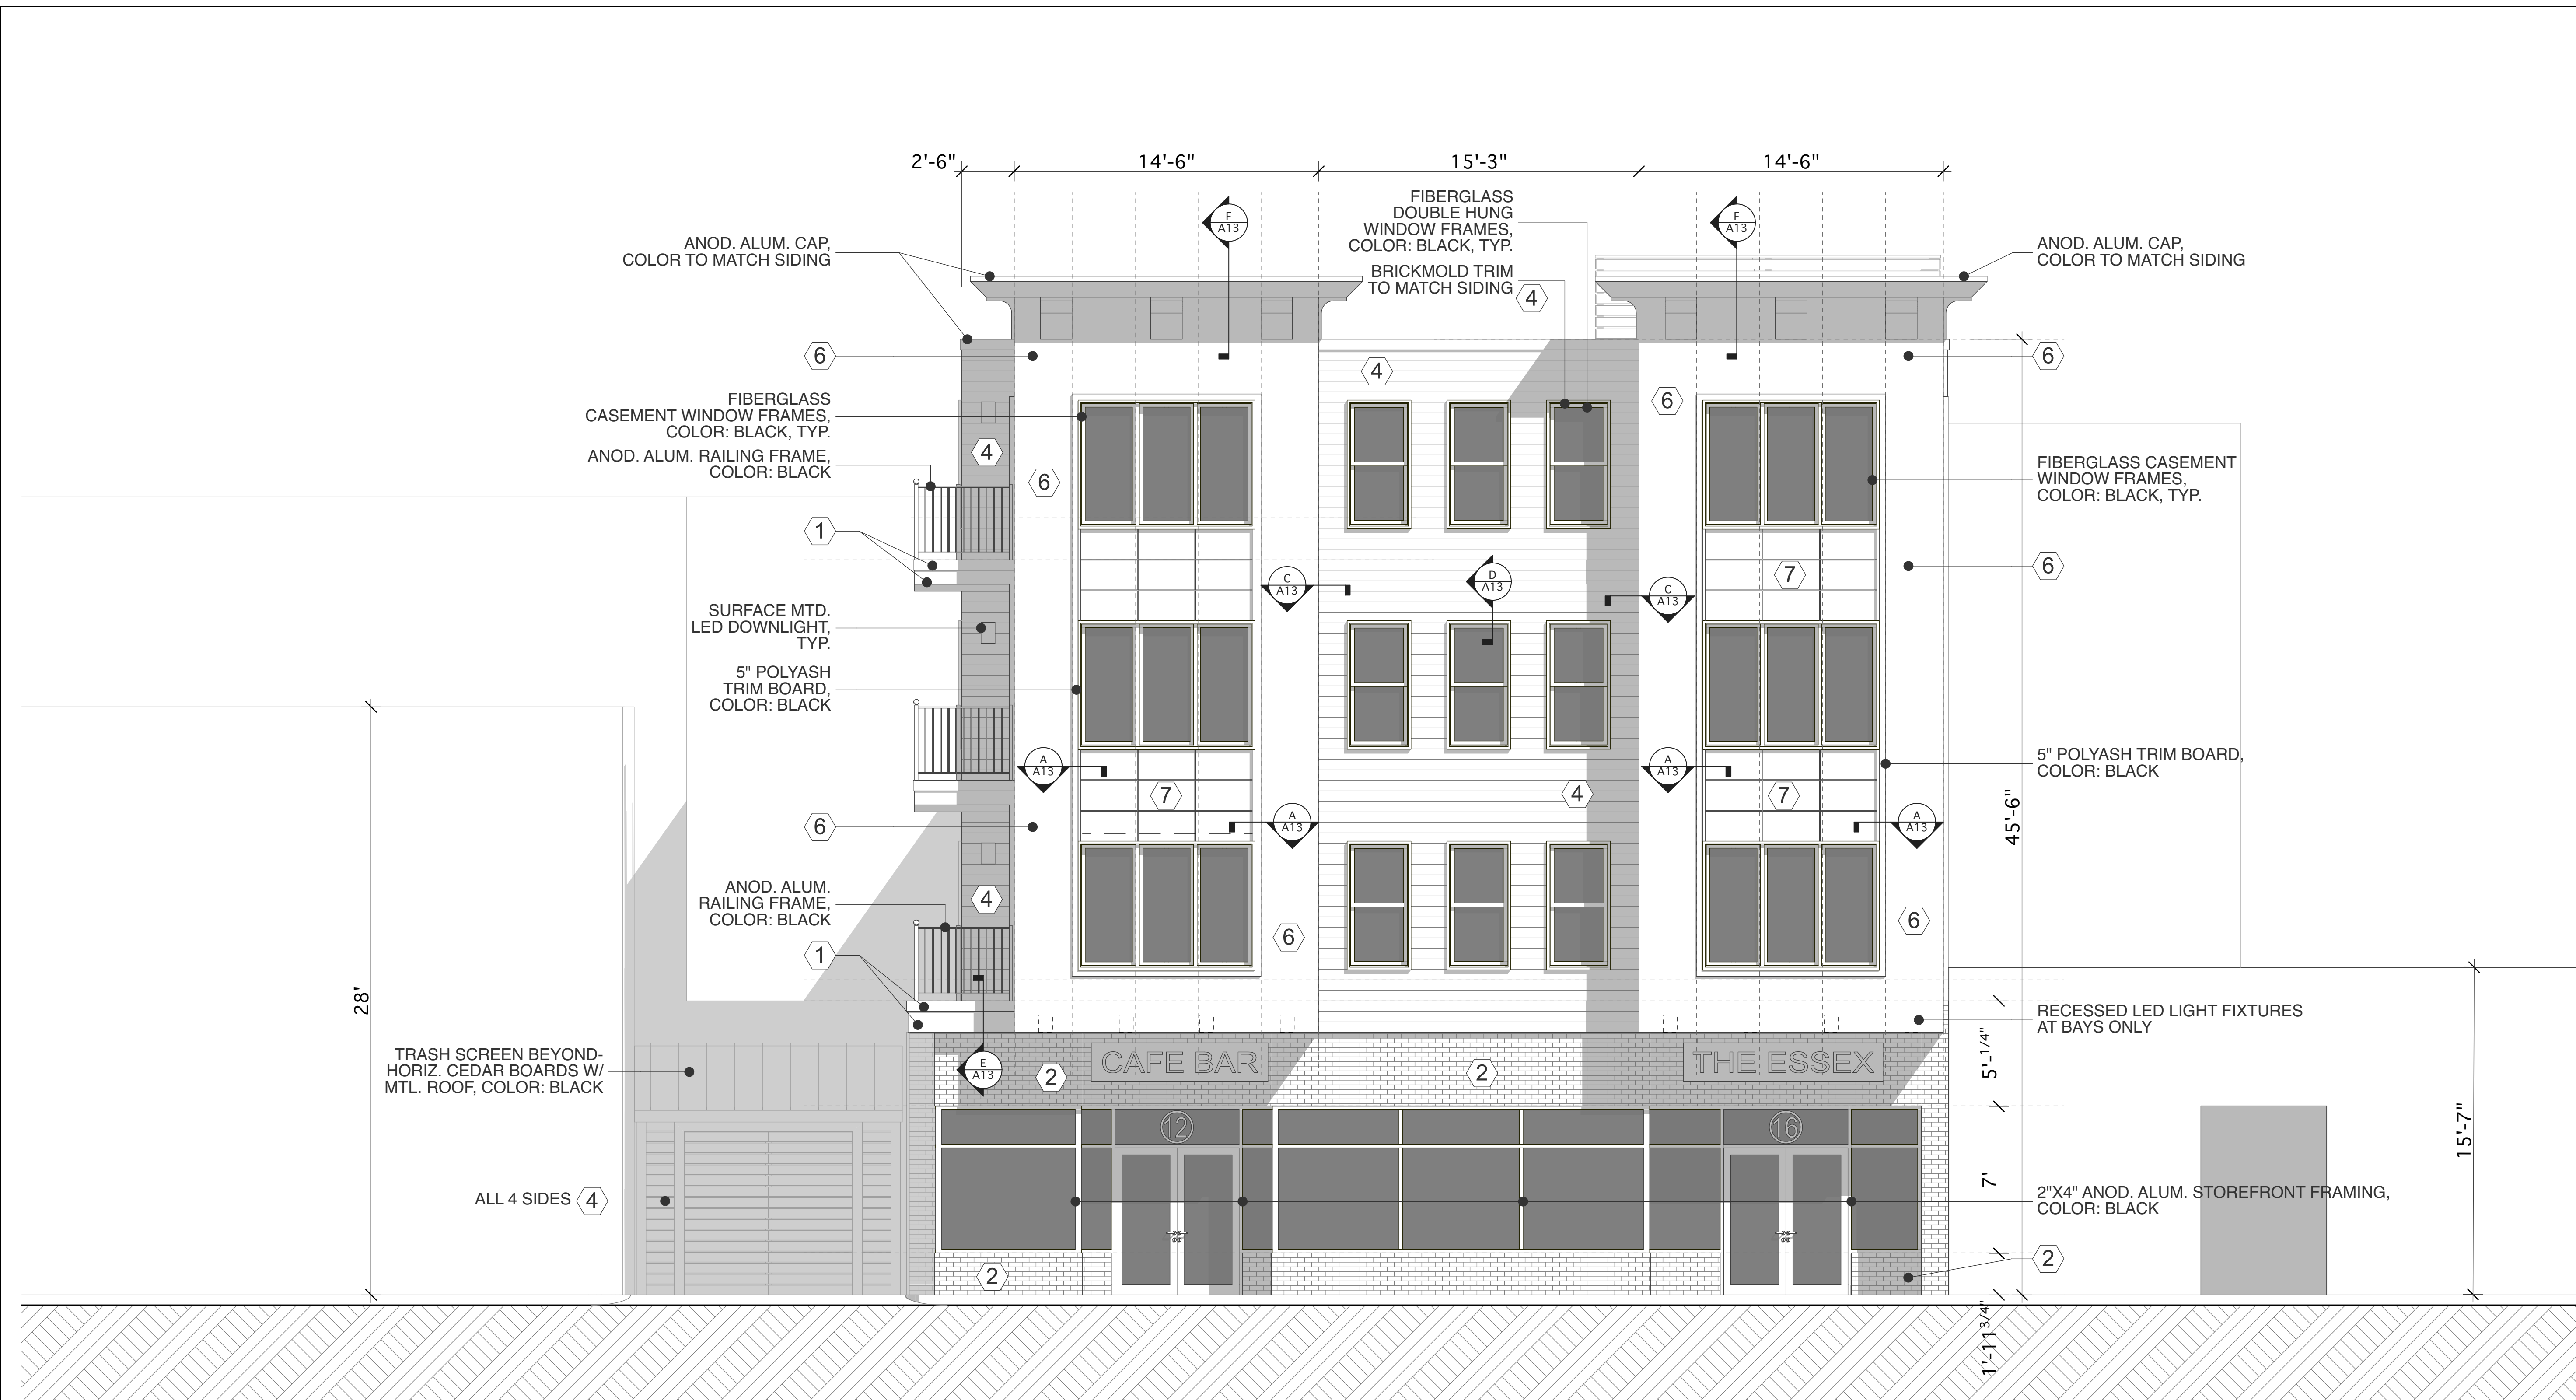 2'-6"
14'-6"
15'-3"
14'-6"
F
A13
F
A13
FIBERGLASS
DOUBLE HUNG
WINDOW FRAMES,
COLOR: BLACK, TYP.
BRICKMOLD TRIM
TO MATCH SIDING
4
ANOD. ALUM. CAP,
COLOR TO MATCH SIDING
ANOD. ALUM. CAP,
COLOR TO MATCH SIDING
6
4
6
6
FIBERGLASS
CASEMENT WINDOW FRAMES,
COLOR: BLACK, TYP.
4
ANOD. ALUM. RAILING FRAME,
COLOR: BLACK
6
FIBERGLASS CASEMENT
WINDOW FRAMES,
COLOR: BLACK, TYP.
1
C
A13
D
A13
C
A13
7
6
SURFACE MTD.
LED DOWNLIGHT,
TYP.
5" POLYASH
TRIM BOARD,
COLOR: BLACK
A
A13
7
4
A
A13
7
5" POLYASH TRIM BOARD,
COLOR: BLACK
6
A
A13
A
A13
45'-6"
ANOD. ALUM.
RAILING FRAME,
COLOR: BLACK
4
6
6
1
28'
RECESSED LED LIGHT FIXTURES
AT BAYS ONLY
TRASH SCREEN BEYOND-
HORIZ. CEDAR BOARDS W/
MTL. ROOF, COLOR: BLACK
E
A13
2
CAFE BAR
2
THE ESSEX
5'-1/4"
15'-7"
12
16
ALL 4 SIDES
4
7'
2"X4" ANOD. ALUM. STOREFRONT FRAMING,
COLOR: BLACK
2
2
1'-11 3/4"